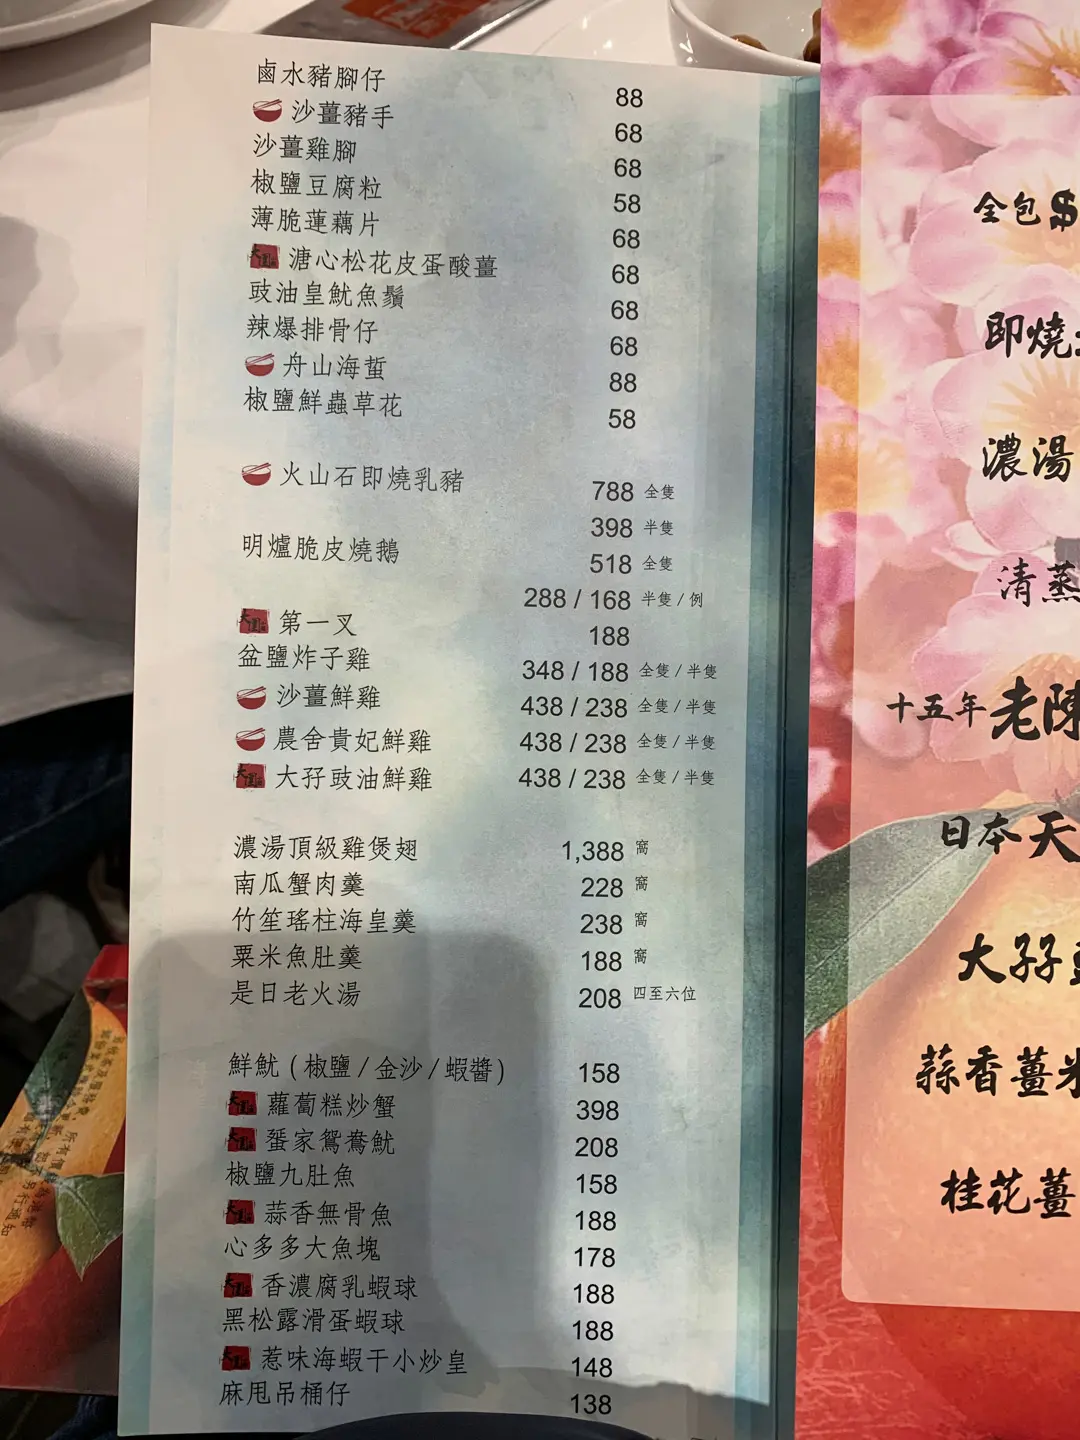 鹵水豬腳仔 88
沙薑豬手 68
沙薑雞腳 68
椒鹽豆腐粒 58
薄脆蓮藕片 68
大圍 溏心松花皮蛋酸薑 68
豉油皇魷魚鬚 68
辣爆排骨仔 68
舟山海蜇 88
椒鹽鮮蟲草花 58
火山石即燒乳豬 788 全隻
398 半隻
明爐脆皮燒鵝 518 全隻
288 / 168 半隻 / 例
第一叉 188
盆鹽炸子雞 348 / 188 全隻 / 半隻
沙薑鮮雞 438 / 238 全隻 / 半隻
農舍貴妃鮮雞 438 / 238 全隻 / 半隻
大孖豉油鮮雞 438 / 238 全隻 / 半隻
濃湯頂級雞煲翅 1,388 窩
南瓜蟹肉羹 228 窩
竹笙瑤柱海皇羹 238 窩
粟米魚肚羹 188 窩
是日老火湯 208 四至六位
鮮魷 ( 椒鹽 / 金沙 / 蝦醬 ) 158
蘿蔔糕炒蟹 398
蜑家鴛鴦魷 208
椒鹽九肚魚 158
蒜香無骨魚 188
心多多大魚塊 178
香濃腐乳蝦球 188
黑松露滑蛋蝦球 188
惹味海蝦干小炒皇 148
麻甩吊桶仔 138
全包$
即燒
濃湯
清蒸
十五年老陳
日本天
大孖
蒜香薑米
桂花薑